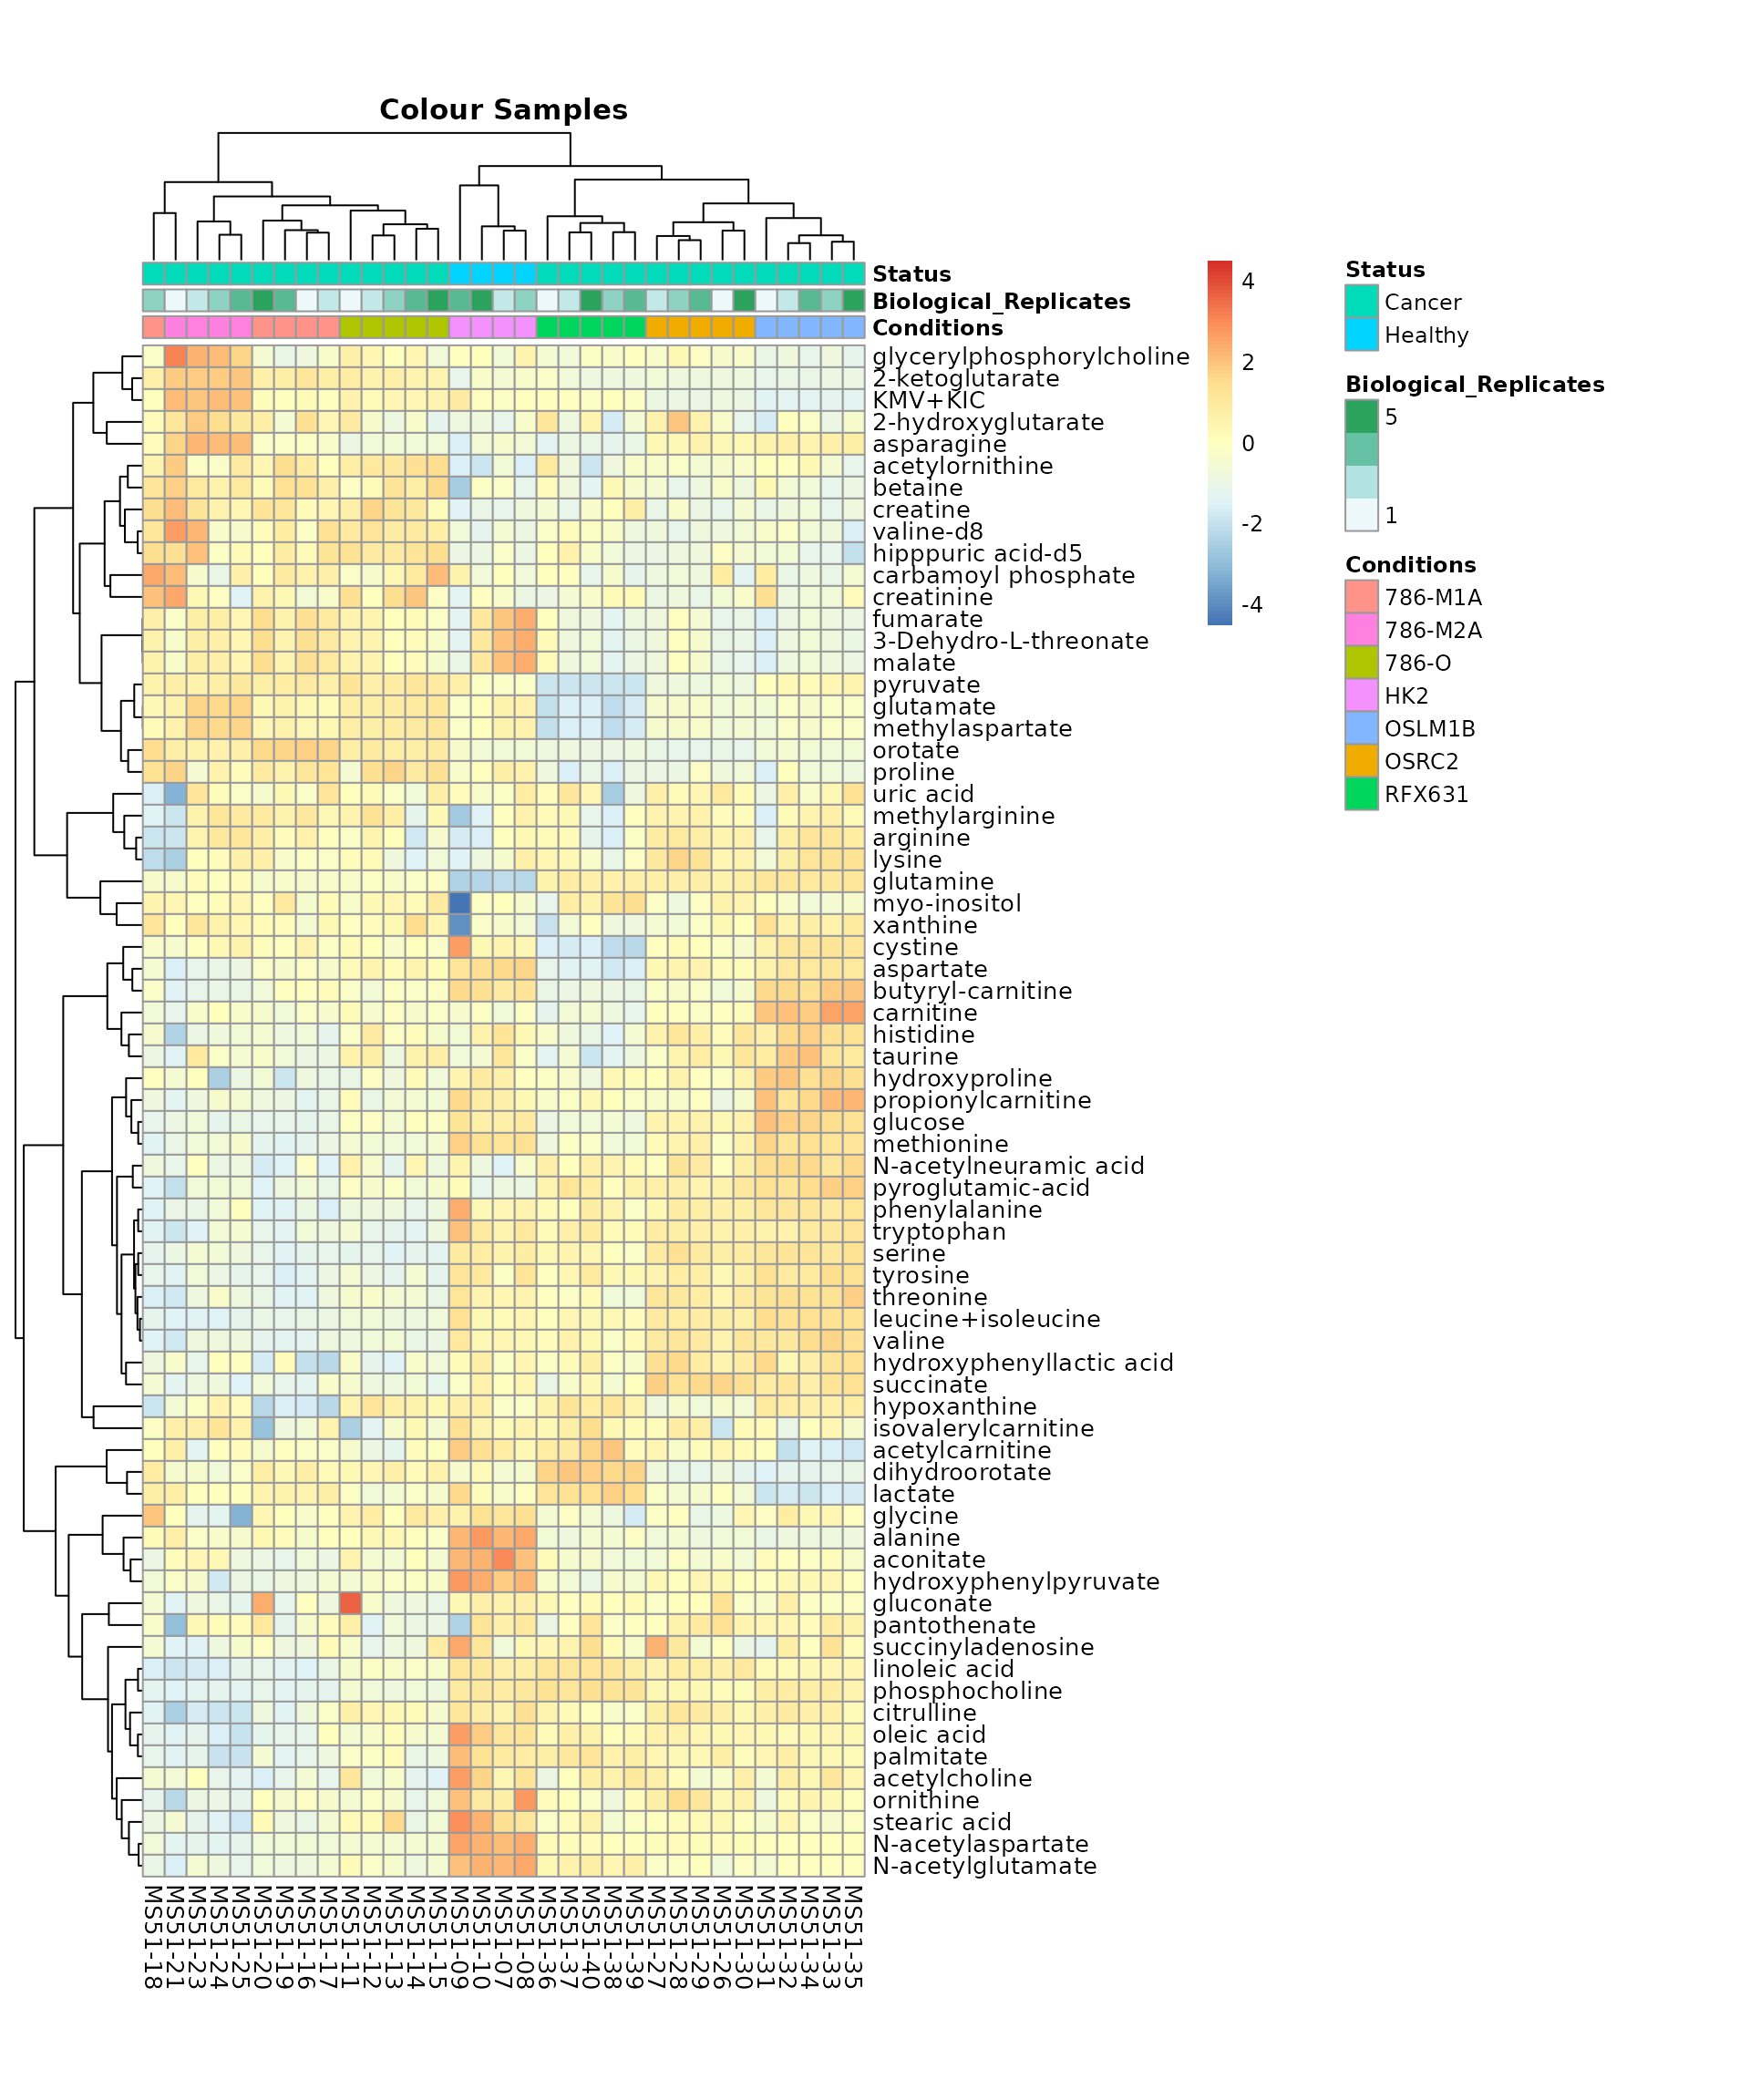 Colour Samples
Status
Biological_Replicates
Conditions
glycerylphosphorylcholine
2-ketoglutarate
KMV+KIC
2-hydroxyglutarate
asparagine
acetylornithine
betaine
creatine
valine-d8
hipppuric acid-d5
carbamoyl phosphate
creatinine
fumarate
3-Dehydro-L-threonate
malate
pyruvate
glutamate
methylaspartate
orotate
proline
uric acid
methylarginine
arginine
lysine
glutamine
myo-inositol
xanthine
cystine
aspartate
butyryl-carnitine
carnitine
histidine
taurine
hydroxyproline
propionylcarnitine
glucose
methionine
N-acetylneuramic acid
pyroglutamic-acid
phenylalanine
tryptophan
serine
tyrosine
threonine
leucine+isoleucine
valine
hydroxyphenyllactic acid
succinate
hypoxanthine
isovalerylcarnitine
acetylcarnitine
dihydroorotate
lactate
glycine
alanine
aconitate
hydroxyphenylpyruvate
gluconate
pantothenate
succinyladenosine
linoleic acid
phosphocholine
citrulline
oleic acid
palmitate
acetylcholine
ornithine
stearic acid
N-acetylaspartate
N-acetylglutamate
MS51-18
MS51-21
MS51-23
MS51-24
MS51-25
MS51-20
MS51-19
MS51-16
MS51-17
MS51-11
MS51-12
MS51-13
MS51-14
MS51-15
MS51-09
MS51-10
MS51-07
MS51-08
MS51-36
MS51-37
MS51-40
MS51-38
MS51-39
MS51-27
MS51-28
MS51-29
MS51-26
MS51-30
MS51-31
MS51-32
MS51-34
MS51-33
MS51-35
4
2
0
-2
-4
Status
Cancer
Healthy
Biological_Replicates
5
1
Conditions
786-M1A
786-M2A
786-O
HK2
OSLM1B
OSRC2
RFX631